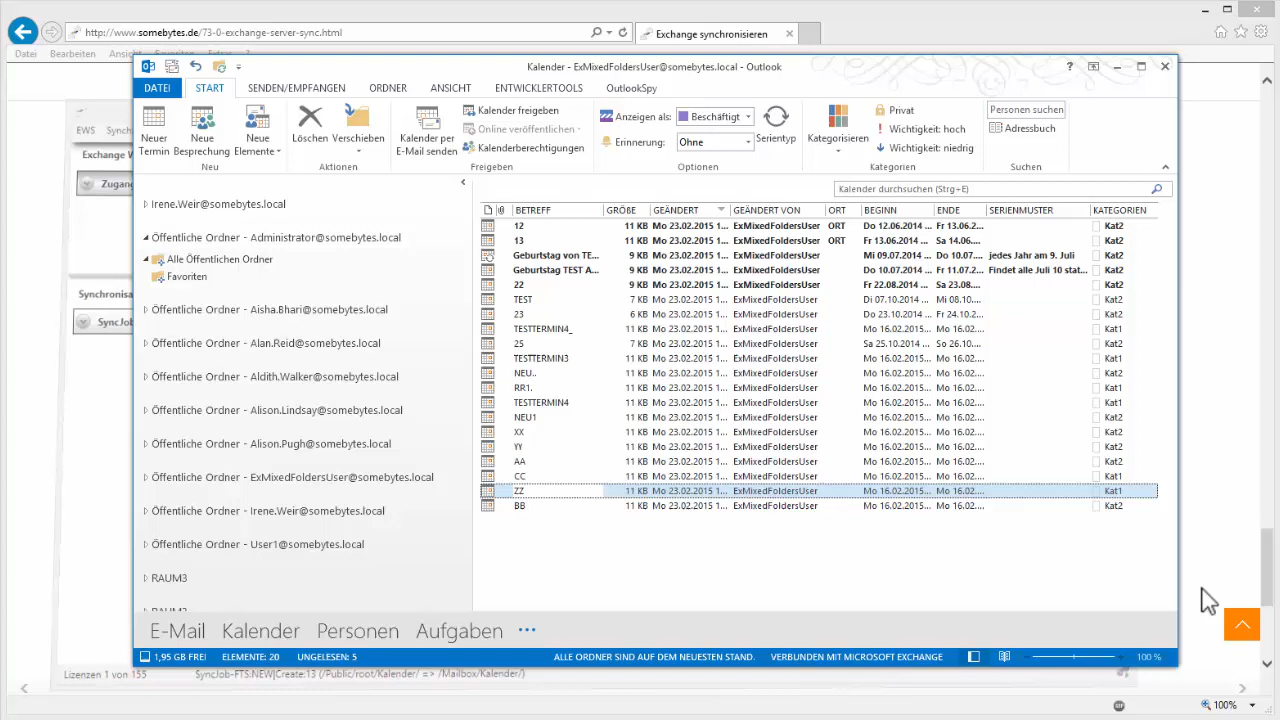 http://www.somebytes.de/73-0-exchange-server-sync.html
Exchange synchronisieren
Datei Bearbeiten Ansicht
Kalender - ExMixedFoldersUser@somebytes.local - Outlook
DATEI START SENDEN/EMPFANGEN ORDNER ANSICHT ENTWICKLERTOOLS OutlookSpy
Neuer Termin
Neue Besprechung
Neue Elemente
Neu
Löschen
Verschieben
Aktionen
Kalender per E-Mail senden
Kalender freigeben
Online veröffentlichen
Kalenderberechtigungen
Freigeben
Anzeigen als: Beschäftigt
Erinnerung: Ohne
Serientyp
Optionen
Kategorisieren
Privat
Wichtigkeit: hoch
Wichtigkeit: niedrig
Kategorien
Personen suchen
Adressbuch
Suchen
EWS
Exchange
Zugang
Synchronisa
SyncJob
Irene.Weir@somebytes.local
Öffentliche Ordner - Administrator@somebytes.local
Alle Öffentlichen Ordner
Favoriten
Öffentliche Ordner - Aisha.Bhari@somebytes.local
Öffentliche Ordner - Alan.Reid@somebytes.local
Öffentliche Ordner - Aldith.Walker@somebytes.local
Öffentliche Ordner - Alison.Lindsay@somebytes.local
Öffentliche Ordner - Alison.Pugh@somebytes.local
Öffentliche Ordner - ExMixedFoldersUser@somebytes.local
Öffentliche Ordner - Irene.Weir@somebytes.local
Öffentliche Ordner - User1@somebytes.local
RAUM3
Kalender durchsuchen (Strg+E)
BETREFF GRÖßE GEÄNDERT GEÄNDERT VON ORT BEGINN ENDE SERIENMUSTER KATEGORIEN
12 11 KB Mo 23.02.2015 1... ExMixedFoldersUser ORT Do 12.06.2014 ... Fr 13.06.2... Kat2
13 11 KB Mo 23.02.2015 1... ExMixedFoldersUser ORT Fr 13.06.2014 ... Sa 14.06.... Kat2
Geburtstag von TE... 9 KB Mo 23.02.2015 1... ExMixedFoldersUser Mi 09.07.2014 ... Do 10.07.... jedes Jahr am 9. Juli Kat2
Geburtstag TEST A... 9 KB Mo 23.02.2015 1... ExMixedFoldersUser Do 10.07.2014 ... Fr 11.07.2... Findet alle Juli 10 stat... Kat2
22 9 KB Mo 23.02.2015 1... ExMixedFoldersUser Fr 22.08.2014 ... Sa 23.08.... Kat2
TEST 7 KB Mo 23.02.2015 1... ExMixedFoldersUser Di 07.10.2014 ... Mi 08.10.... Kat2
23 6 KB Mo 23.02.2015 1... ExMixedFoldersUser Do 23.10.2014 ... Fr 24.10.2... Kat2
TESTTERMIN4_ 11 KB Mo 23.02.2015 1... ExMixedFoldersUser Mo 16.02.2015... Mo 16.02.... Kat1
25 7 KB Mo 23.02.2015 1... ExMixedFoldersUser Sa 25.10.2014 ... So 26.10.... Kat2
TESTTERMIN3 11 KB Mo 23.02.2015 1... ExMixedFoldersUser Mo 16.02.2015... Mo 16.02.... Kat1
NEU.. 11 KB Mo 23.02.2015 1... ExMixedFoldersUser Mo 16.02.2015... Mo 16.02.... Kat2
RR1. 11 KB Mo 23.02.2015 1... ExMixedFoldersUser Mo 16.02.2015... Mo 16.02.... Kat1
TESTTERMIN4 11 KB Mo 23.02.2015 1... ExMixedFoldersUser Mo 16.02.2015... Mo 16.02.... Kat1
NEU1 11 KB Mo 23.02.2015 1... ExMixedFoldersUser Mo 16.02.2015... Mo 16.02.... Kat2
XX 11 KB Mo 23.02.2015 1... ExMixedFoldersUser Mo 16.02.2015... Mo 16.02.... Kat2
YY 11 KB Mo 23.02.2015 1... ExMixedFoldersUser Mo 16.02.2015... Mo 16.02.... Kat2
AA 11 KB Mo 23.02.2015 1... ExMixedFoldersUser Mo 16.02.2015... Mo 16.02.... Kat2
CC 11 KB Mo 23.02.2015 1... ExMixedFoldersUser Mo 16.02.2015... Mo 16.02.... Kat1
ZZ 11 KB Mo 23.02.2015 1... ExMixedFoldersUser Mo 16.02.2015... Mo 16.02.... Kat1
BB 11 KB Mo 23.02.2015 1... ExMixedFoldersUser Mo 16.02.2015... Mo 16.02.... Kat2
E-Mail Kalender Personen Aufgaben ...
1,95 GB FREI ELEMENTE: 20 UNGELESEN: 5 ALLE ORDNER SIND AUF DEM NEUESTEN STAND. VERBUNDEN MIT MICROSOFT EXCHANGE 100 %
Lizenzen 1 von 155 SyncJob-FTS:NEW|Create:13 (/Public/root/Kalender/ => /Mailbox/Kalender/)
100%